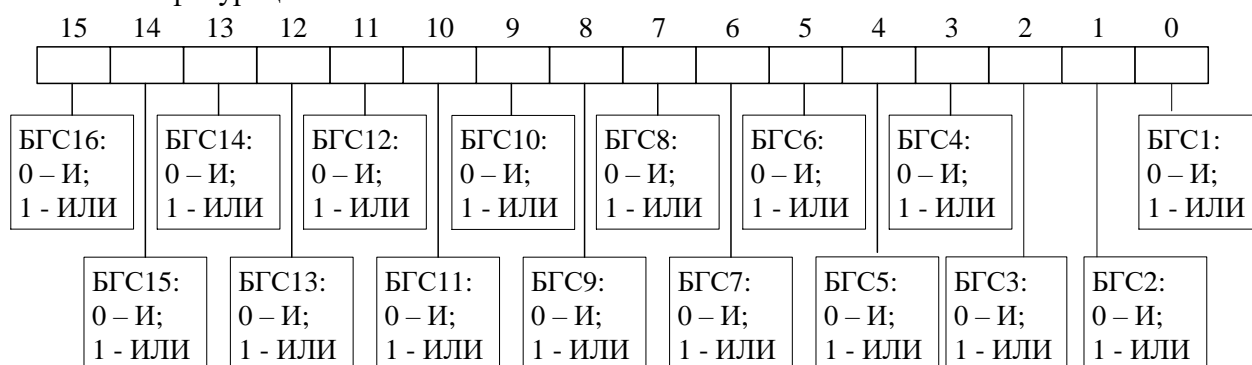 15 14 13 12 11 10 9 8 7 6 5 4 3 2 1 0
БГС16: БГС14: БГС12: БГС10: БГС8: БГС6: БГС4: БГС1:
0 – И; 0 – И; 0 – И; 0 – И; 0 – И; 0 – И; 0 – И; 0 – И;
1 - ИЛИ 1 - ИЛИ 1 - ИЛИ 1 - ИЛИ 1 - ИЛИ 1 - ИЛИ 1 - ИЛИ 1 - ИЛИ
БГС15: БГС13: БГС11: БГС9: БГС7: БГС5: БГС3: БГС2:
0 – И; 0 – И; 0 – И; 0 – И; 0 – И; 0 – И; 0 – И; 0 – И;
1 - ИЛИ 1 - ИЛИ 1 - ИЛИ 1 - ИЛИ 1 - ИЛИ 1 - ИЛИ 1 - ИЛИ 1 - ИЛИ